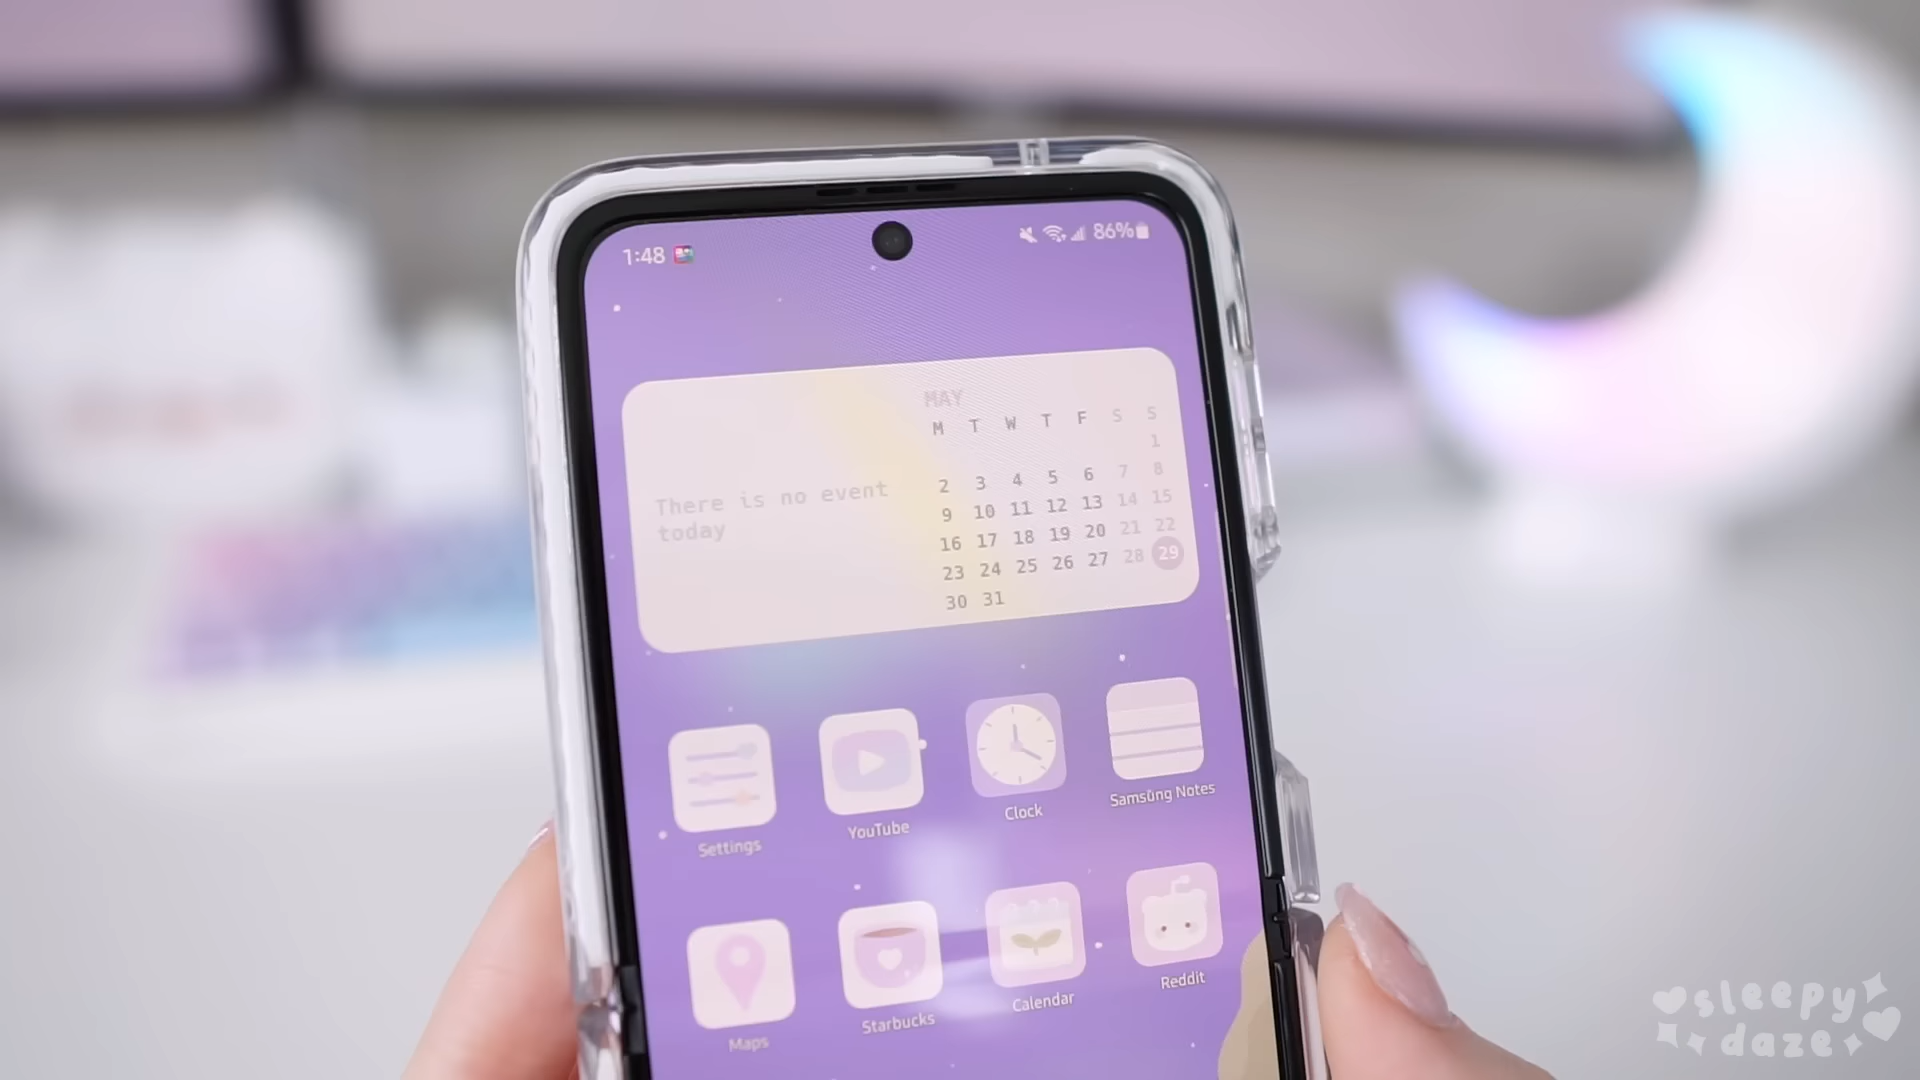 1:48
86%
MAY
M T W T F S S
1
2 3 4 5 6 7 8
9 10 11 12 13 14 15
16 17 18 19 20 21 22
23 24 25 26 27 28 29
30 31
There is no event
today
Settings YouTube Clock Samsung Notes
Maps Starbucks Calendar Reddit
sleepy
daze